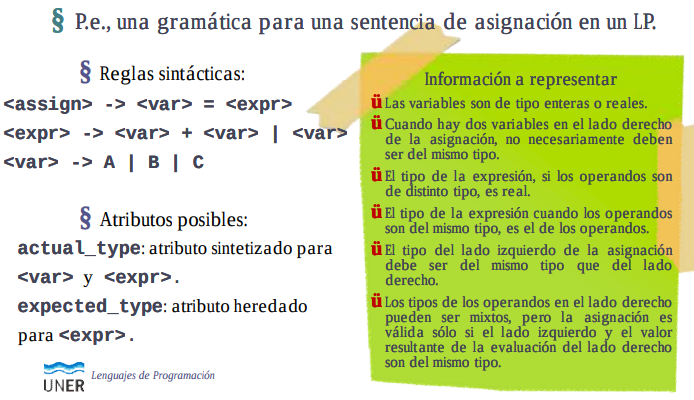 § P.e., una gramática para una sentencia de asignación en un LP.
§ Reglas sintácticas:
<assign> -> <var> = <expr>
<expr> -> <var> + <var> | <var>
<var> -> A | B | C
§ Atributos posibles:
actual_type: atributo sintetizado para
<var> y <expr>.
expected_type: atributo heredado
para <expr>.
Información a representar
ü Las variables son de tipo enteras o reales.
ü Cuando hay dos variables en el lado derecho
de la asignación, no necesariamente deben
ser del mismo tipo.
ü El tipo de la expresión, si los operandos son
de distinto tipo, es real.
ü El tipo de la expresión cuando los operandos
son del mismo tipo, es el de los operandos.
ü El tipo del lado izquierdo de la asignación
debe ser del mismo tipo que del lado
derecho.
ü Los tipos de los operandos en el lado derecho
pueden ser mixtos, pero la asignación es
válida sólo si el lado izquierdo y el valor
resultante de la evaluación del lado derecho
son del mismo tipo.
UNER
Lenguajes de Programación